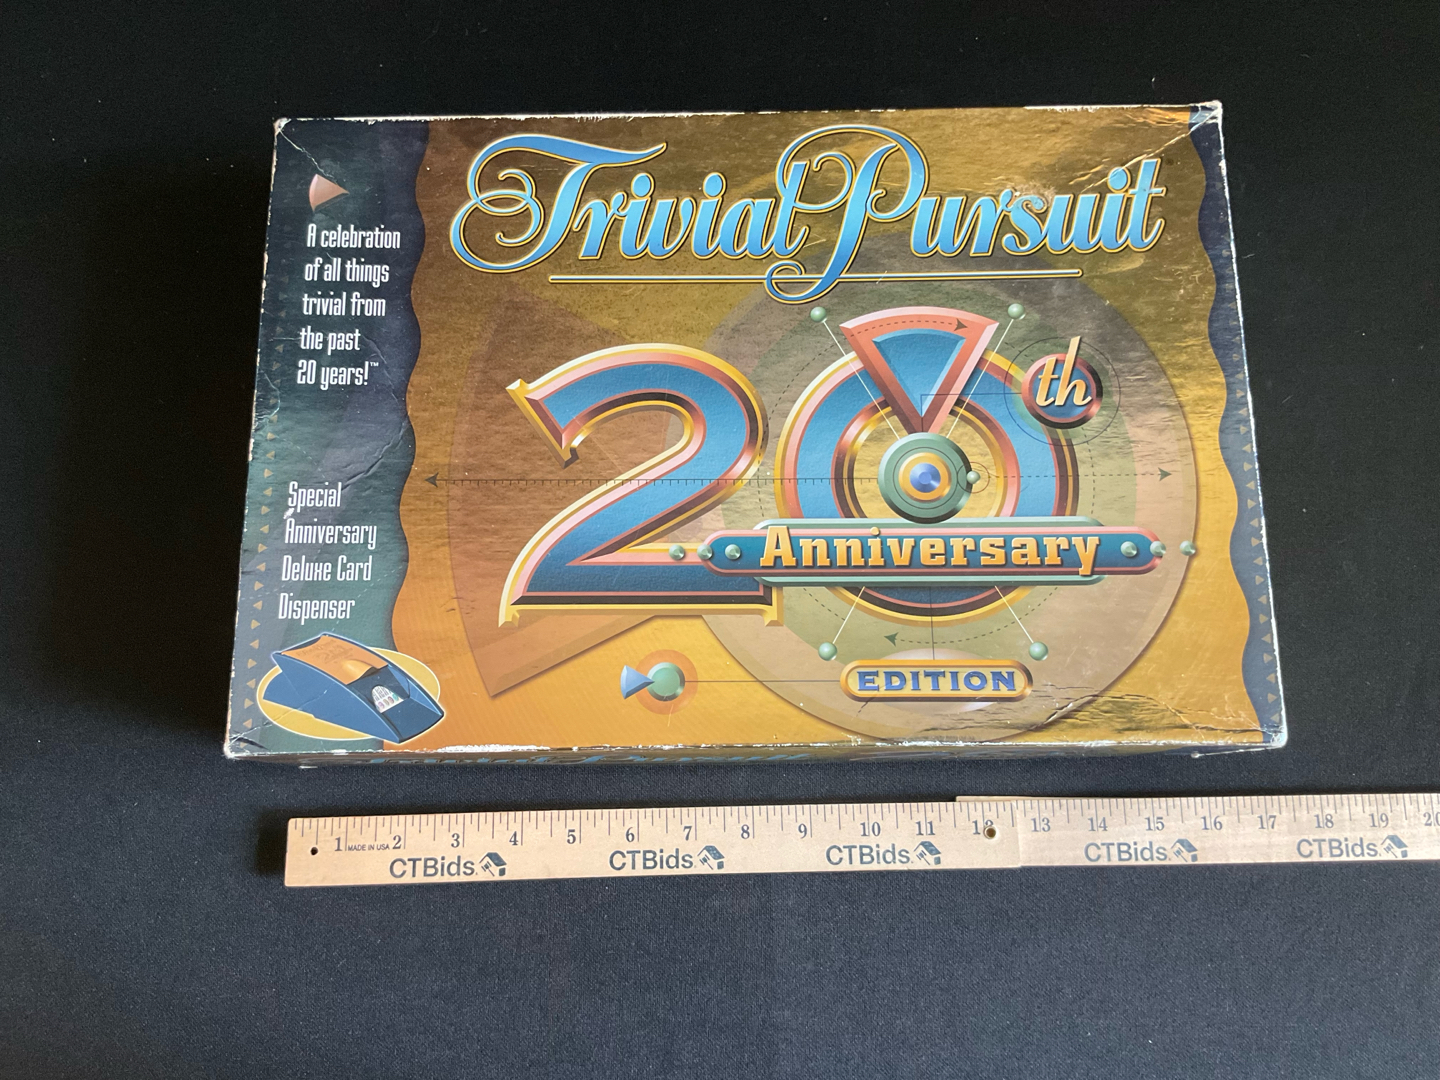 Trivial Pursuit
A celebration
of all things
trivial from
the past
20 years!™
20th
Anniversary
EDITION
Special
Anniversary
Deluxe Card
Dispenser
1 MADE IN USA 2 3 4 5 6 7 8 9 10 11 12 13 14 15 16 17 18 19 20
CTBids. CTBids. CTBids. CTBids. CTBids.